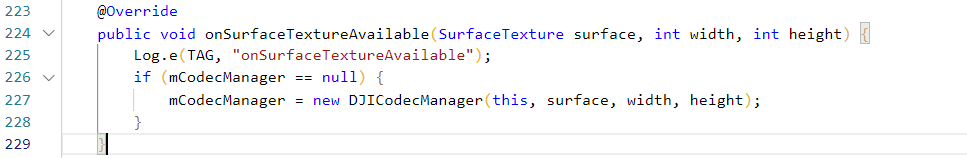 223 @Override
224 public void onSurfaceTextureAvailable(SurfaceTexture surface, int width, int height) {
225 Log.e(TAG, "onSurfaceTextureAvailable");
226 if (mCodecManager == null) {
227 mCodecManager = new DJICodecManager(this, surface, width, height);
228 }
229 }